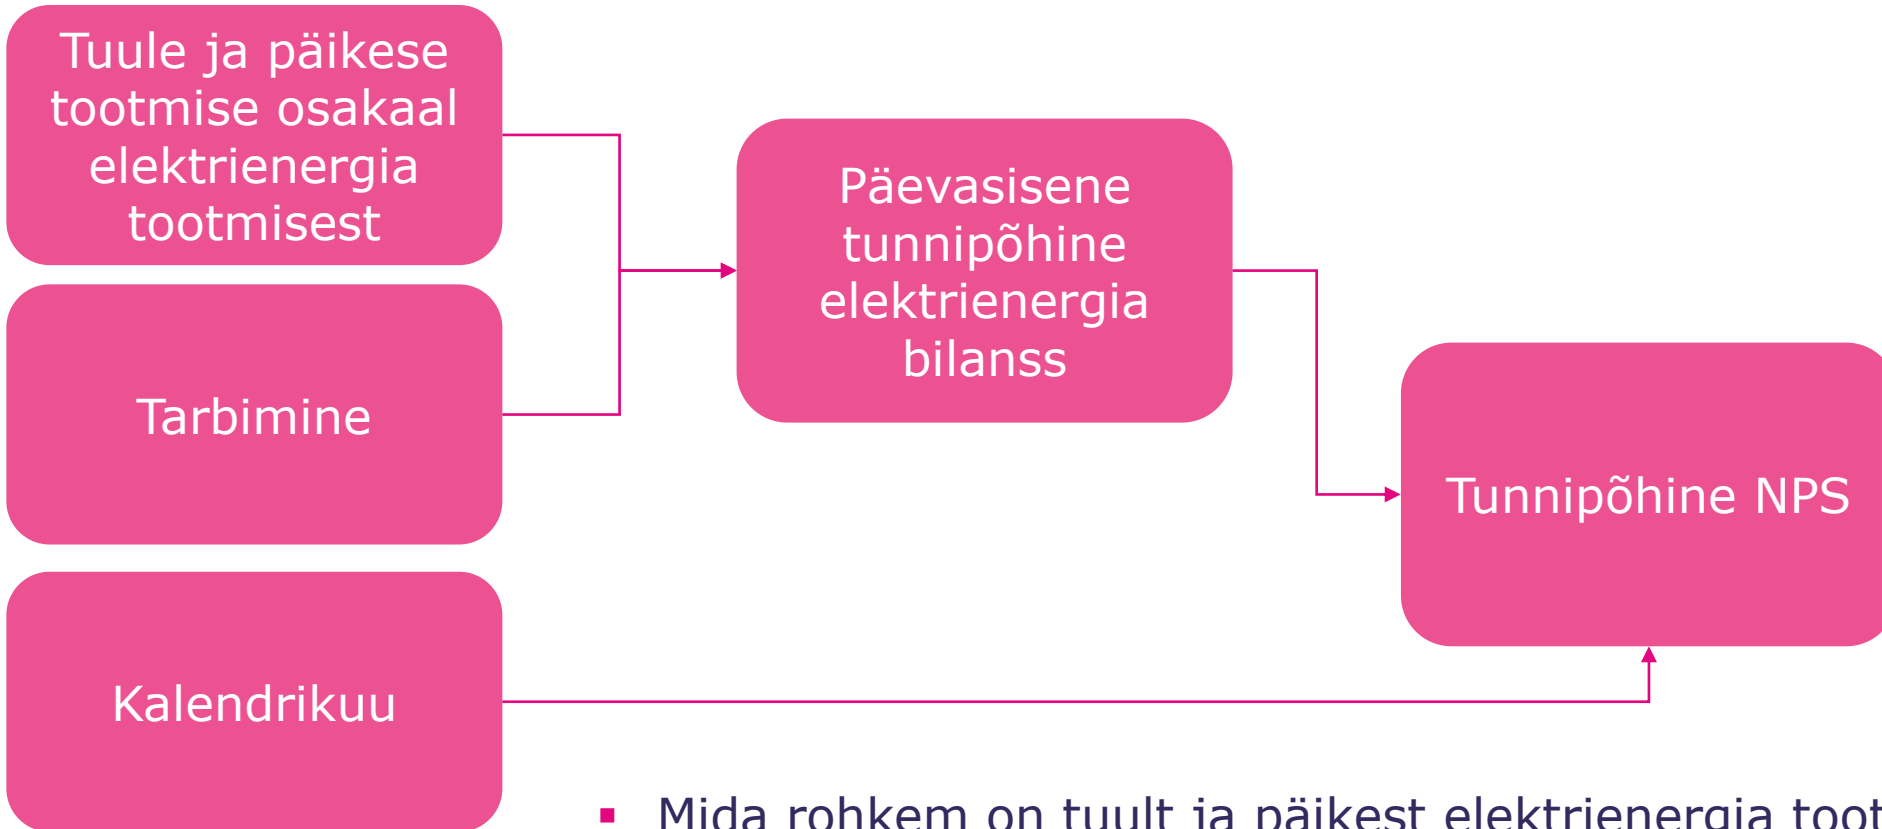 Tuule ja päikese
tootmise osakaal
elektrienergia
tootmisest
Päevasisene
tunnipõhine
elektrienergia
bilanss
Tarbimine
Tunnipõhine NPS
Kalendrikuu
▪ Mida rohkem on tuult ja päikest elektrienergia toot